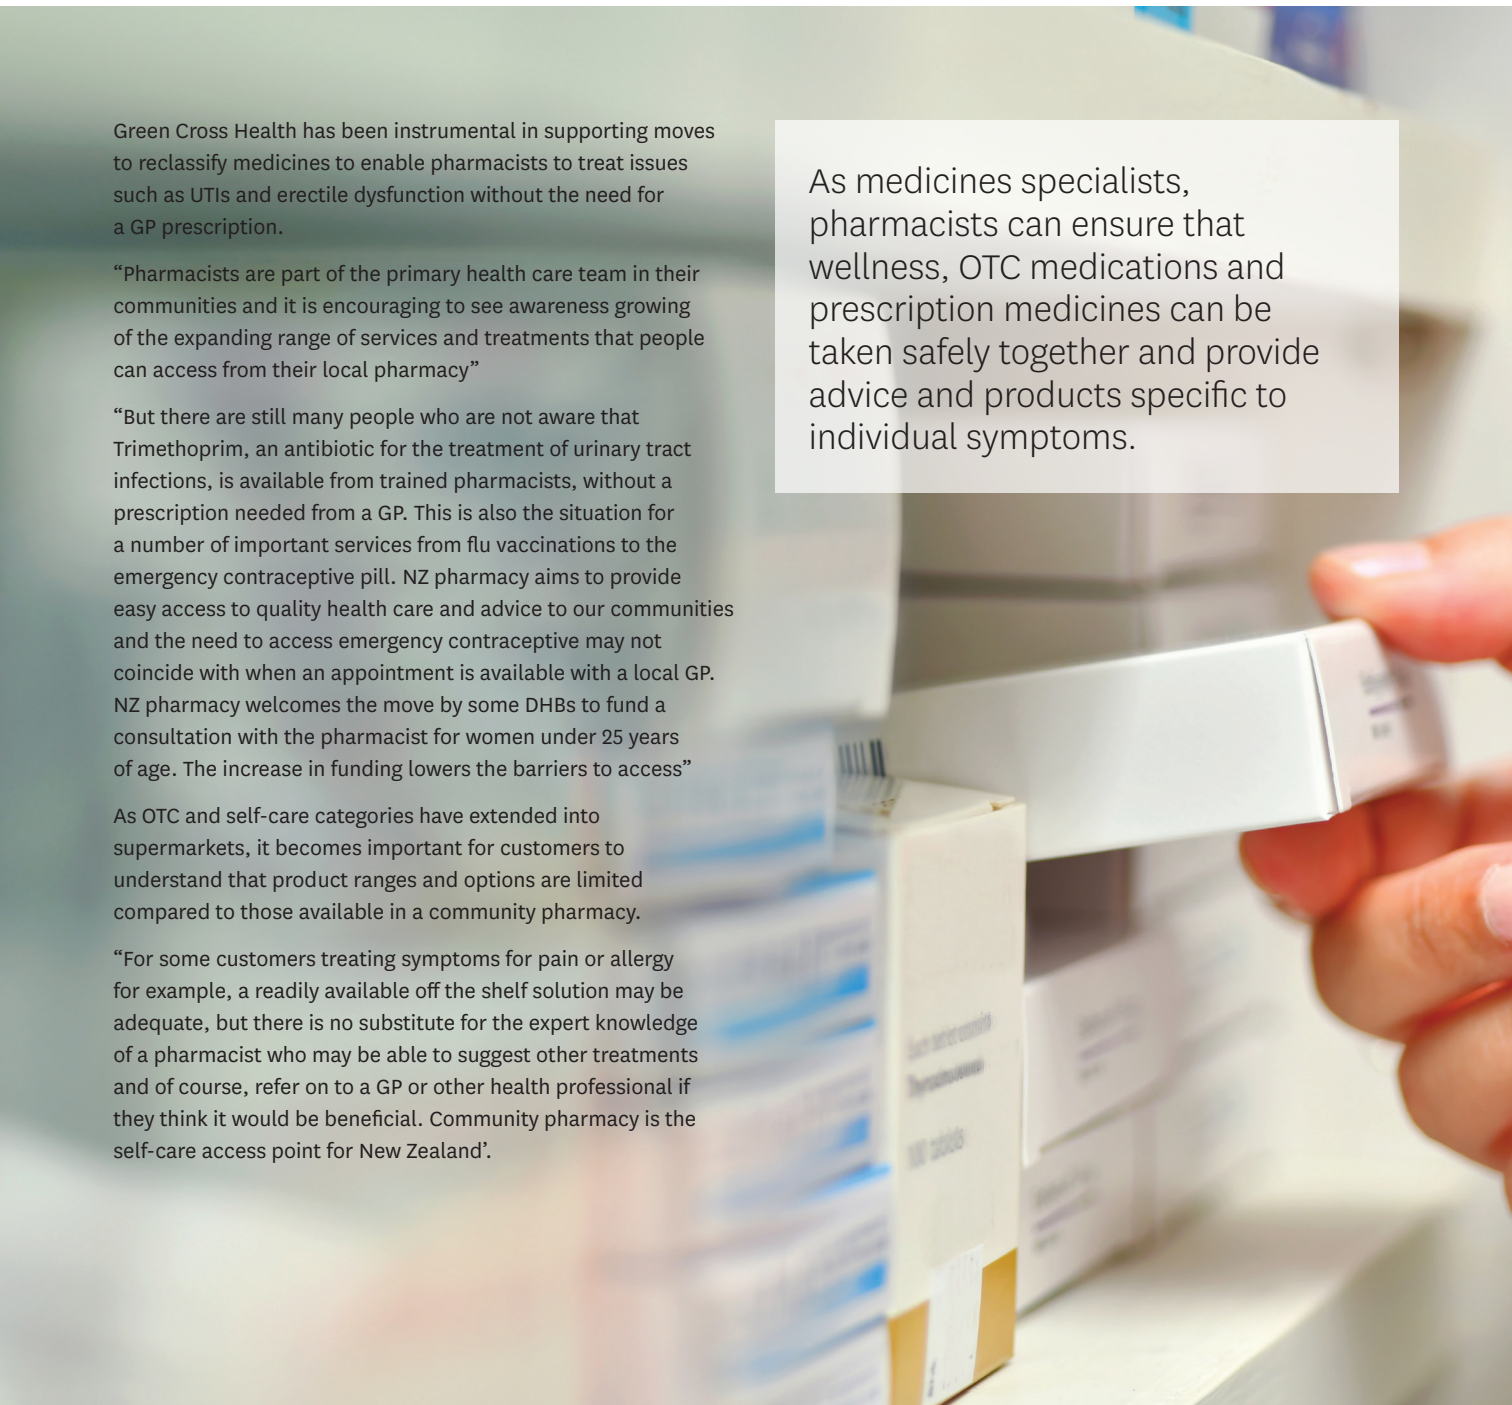 Green Cross Health has been instrumental in supporting moves
to reclassify medicines to enable pharmacists to treat issues
such as UTIs and erectile dysfunction without the need for
a GP prescription.
“Pharmacists are part of the primary health care team in their
communities and it is encouraging to see awareness growing
of the expanding range of services and treatments that people
can access from their local pharmacy”
“But there are still many people who are not aware that
Trimethoprim, an antibiotic for the treatment of urinary tract
infections, is available from trained pharmacists, without a
prescription needed from a GP. This is also the situation for
a number of important services from flu vaccinations to the
emergency contraceptive pill. NZ pharmacy aims to provide
easy access to quality health care and advice to our communities
and the need to access emergency contraceptive may not
coincide with when an appointment is available with a local GP.
NZ pharmacy welcomes the move by some DHBs to fund a
consultation with the pharmacist for women under 25 years
of age. The increase in funding lowers the barriers to access”
As OTC and self-care categories have extended into
supermarkets, it becomes important for customers to
understand that product ranges and options are limited
compared to those available in a community pharmacy.
“For some customers treating symptoms for pain or allergy
for example, a readily available off the shelf solution may be
adequate, but there is no substitute for the expert knowledge
of a pharmacist who may be able to suggest other treatments
and of course, refer on to a GP or other health professional if
they think it would be beneficial. Community pharmacy is the
self-care access point for New Zealand’.
As medicines specialists,
pharmacists can ensure that
wellness, OTC medications and
prescription medicines can be
taken safely together and provide
advice and products specific to
individual symptoms.
100 tablets